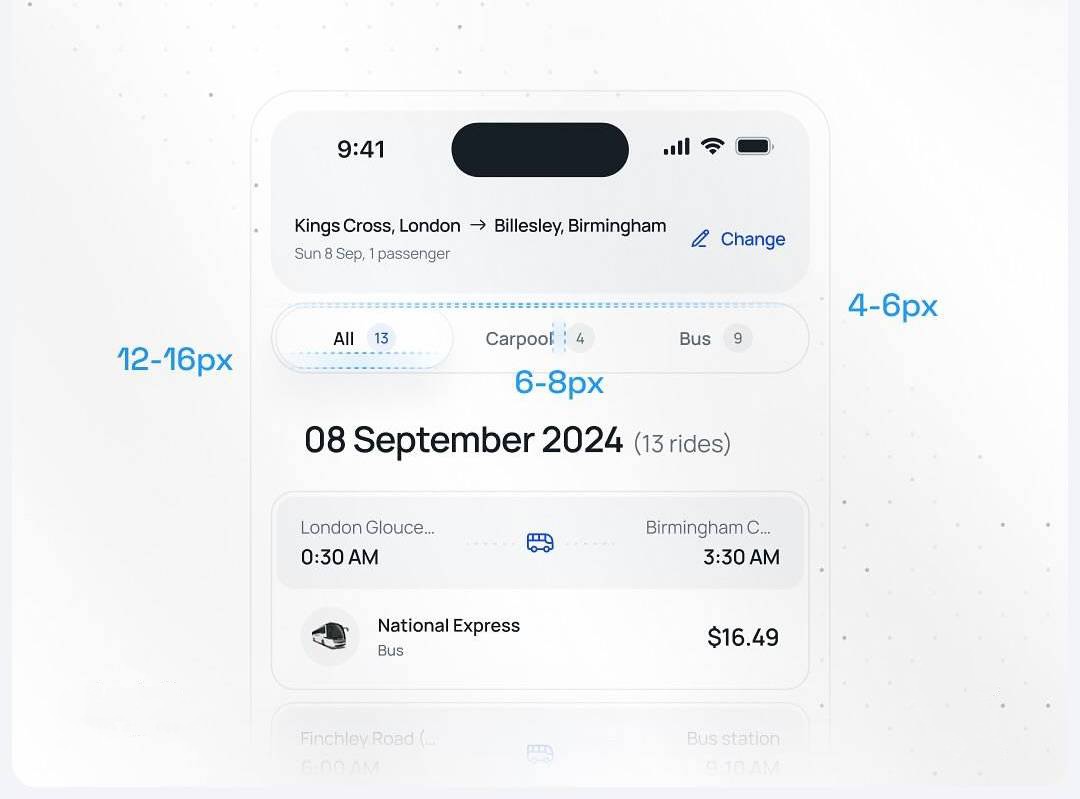 9:41
Kings Cross, London → Billesley, Birmingham
Sun 8 Sep, 1 passenger
Change
4-6px
All 13
Carpool 4
Bus 9
12-16px
6-8px
08 September 2024 (13 rides)
London Glouce...
Birmingham C...
0:30 AM
3:30 AM
National Express
Bus
$16.49
Finchley Road (...
Bus station
6:00 AM
9:10 AM